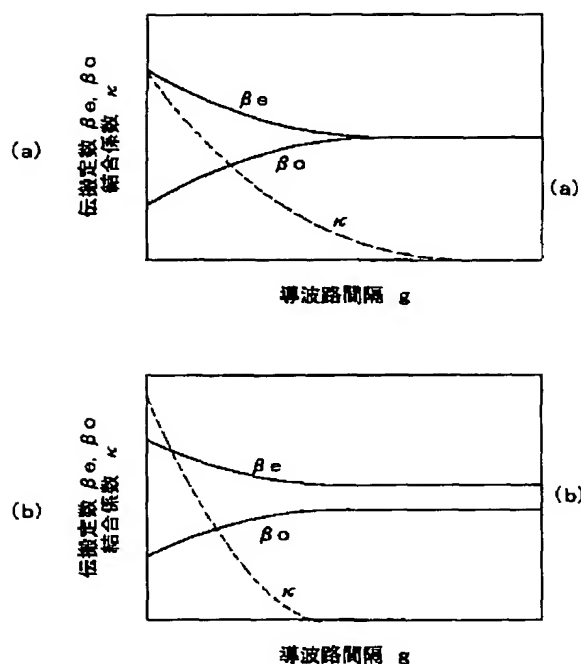 (a)
伝搬定数 βe, βo
結合係数 κ
βe
βo
κ
(a)
導波路間隔 g
(b)
伝搬定数 βe, βo
結合係数 κ
βe
βo
κ
(b)
導波路間隔 g